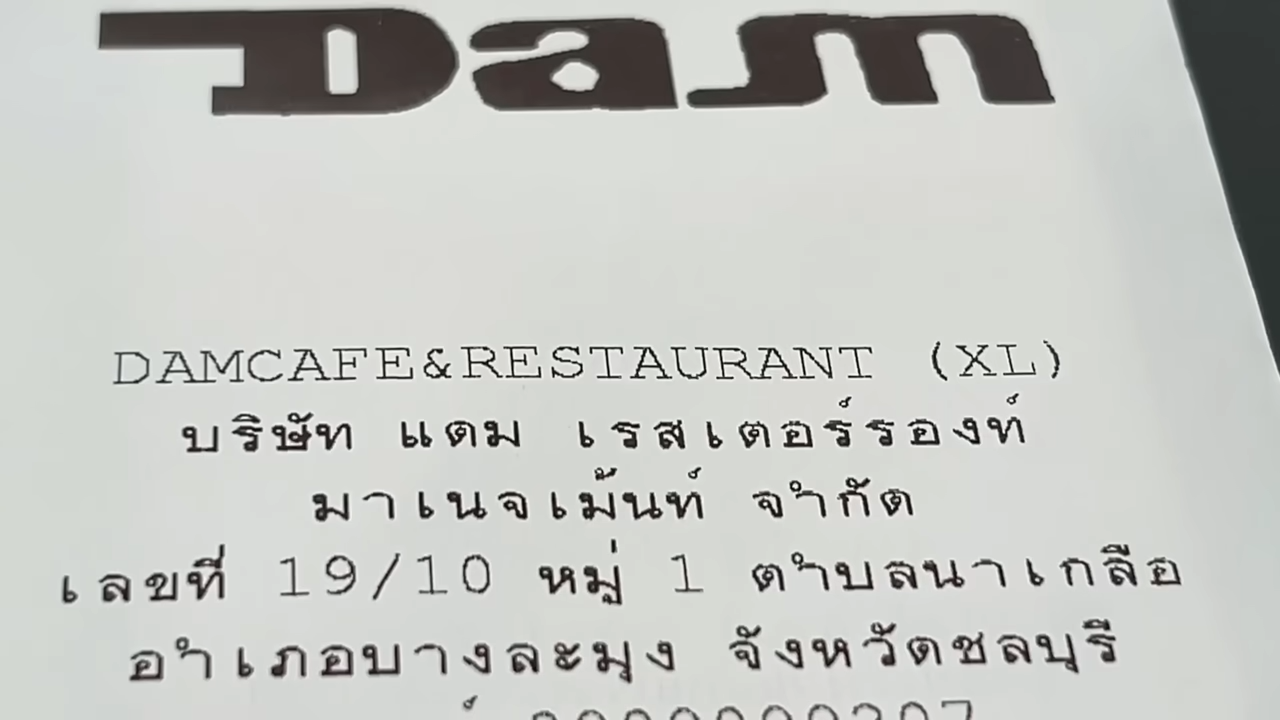 Dam
DAMCAFE&RESTAURANT (XL)
บริษัท แดม เรสเตอร์รองท์
มาเนจเม้นท์ จำกัด
เลขที่ 19/10 หมู่ 1 ตำบลนาเกลือ
อำเภอบางละมุง จังหวัดชลบุรี